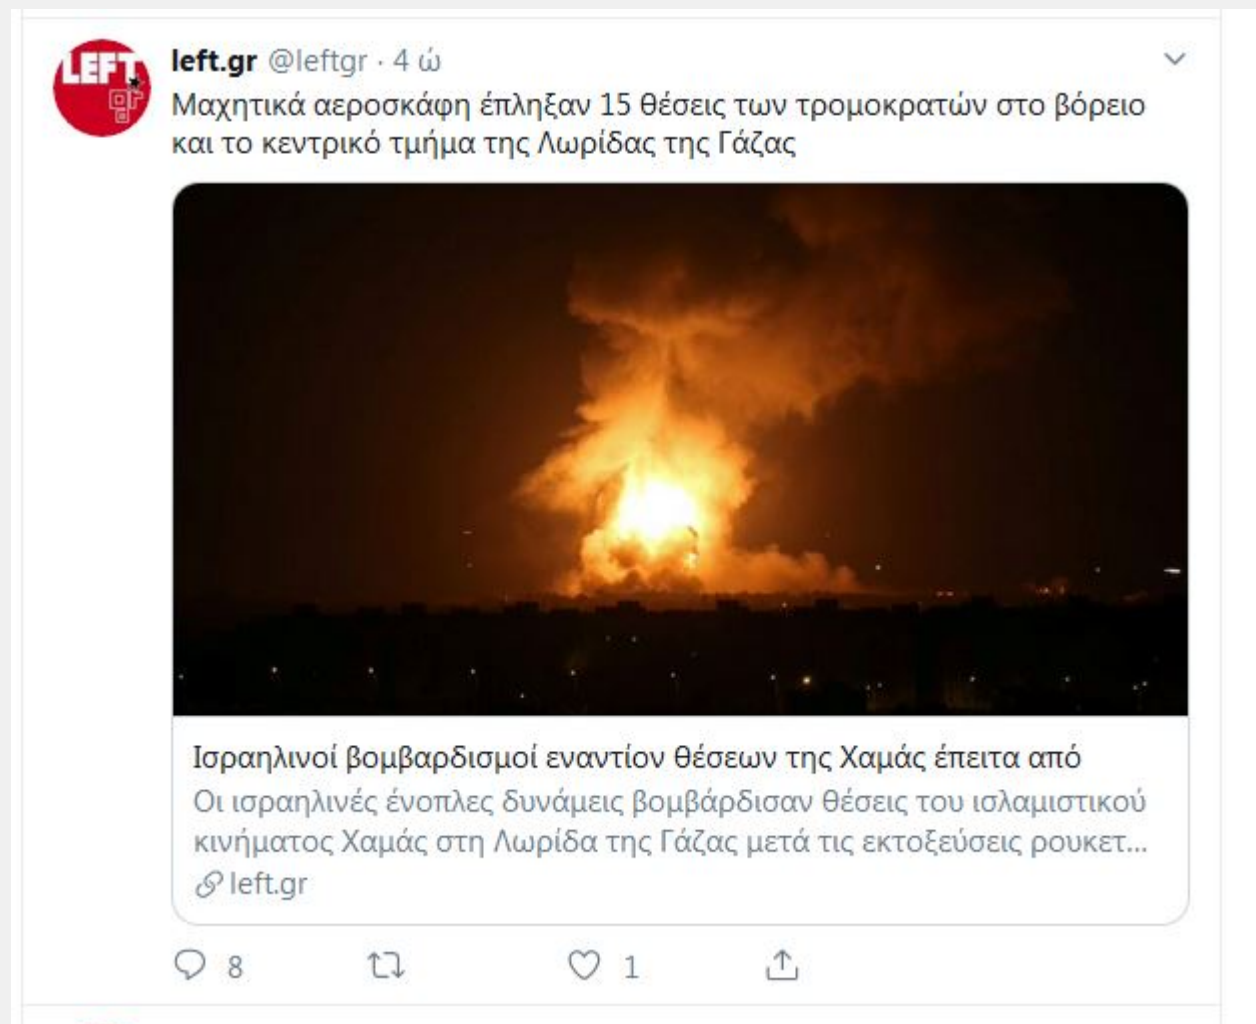 LEFT
gr
left.gr @leftgr · 4 ώ
Μαχητικά αεροσκάφη έπληξαν 15 θέσεις των τρομοκρατών στο βόρειο
και το κεντρικό τμήμα της Λωρίδας της Γάζας
Ισραηλινοί βομβαρδισμοί εναντίον θέσεων της Χαμάς έπειτα από
Οι ισραηλινές ένοπλες δυνάμεις βομβάρδισαν θέσεις του ισλαμιστικού
κινήματος Χαμάς στη Λωρίδα της Γάζας μετά τις εκτοξεύσεις ρουκετ...
left.gr
8 1